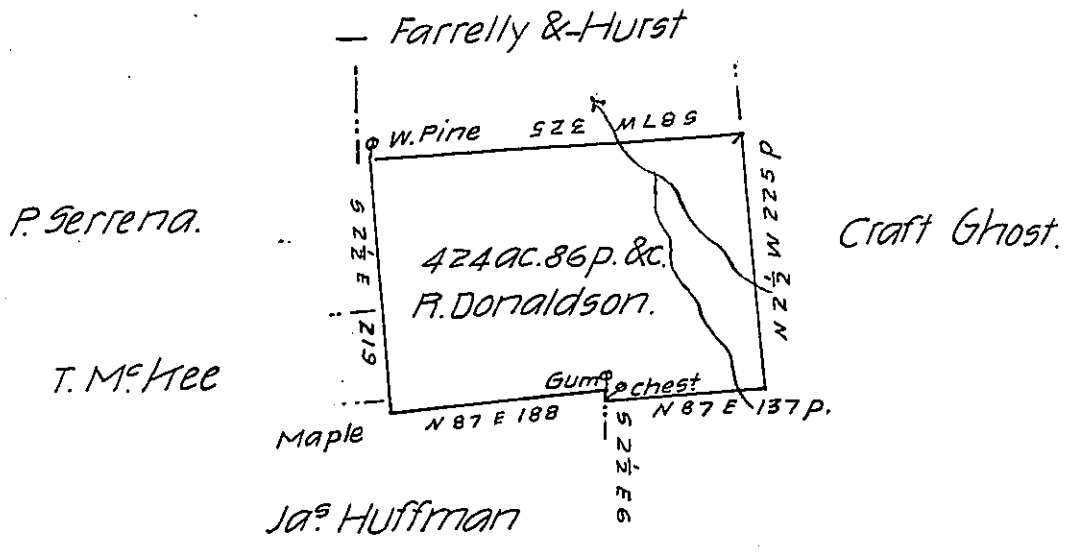 Farrelly & Hurst
W. Pine
S 87 W 325
P. Serrena.
S 2½ E 219
N 2½ W 225 P
Craft Ghost.
424 ac. 86 p. &c.
R. Donaldson.
T. McKee
Gum
chest
Maple
N 87 E 188
N 87 E 137 p.
S 2½ E 6
Jas. Huffman